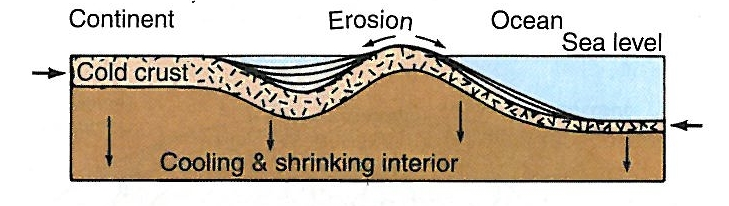 Continent
Erosion
Ocean
Sea level
Cold crust
Cooling & shrinking interior